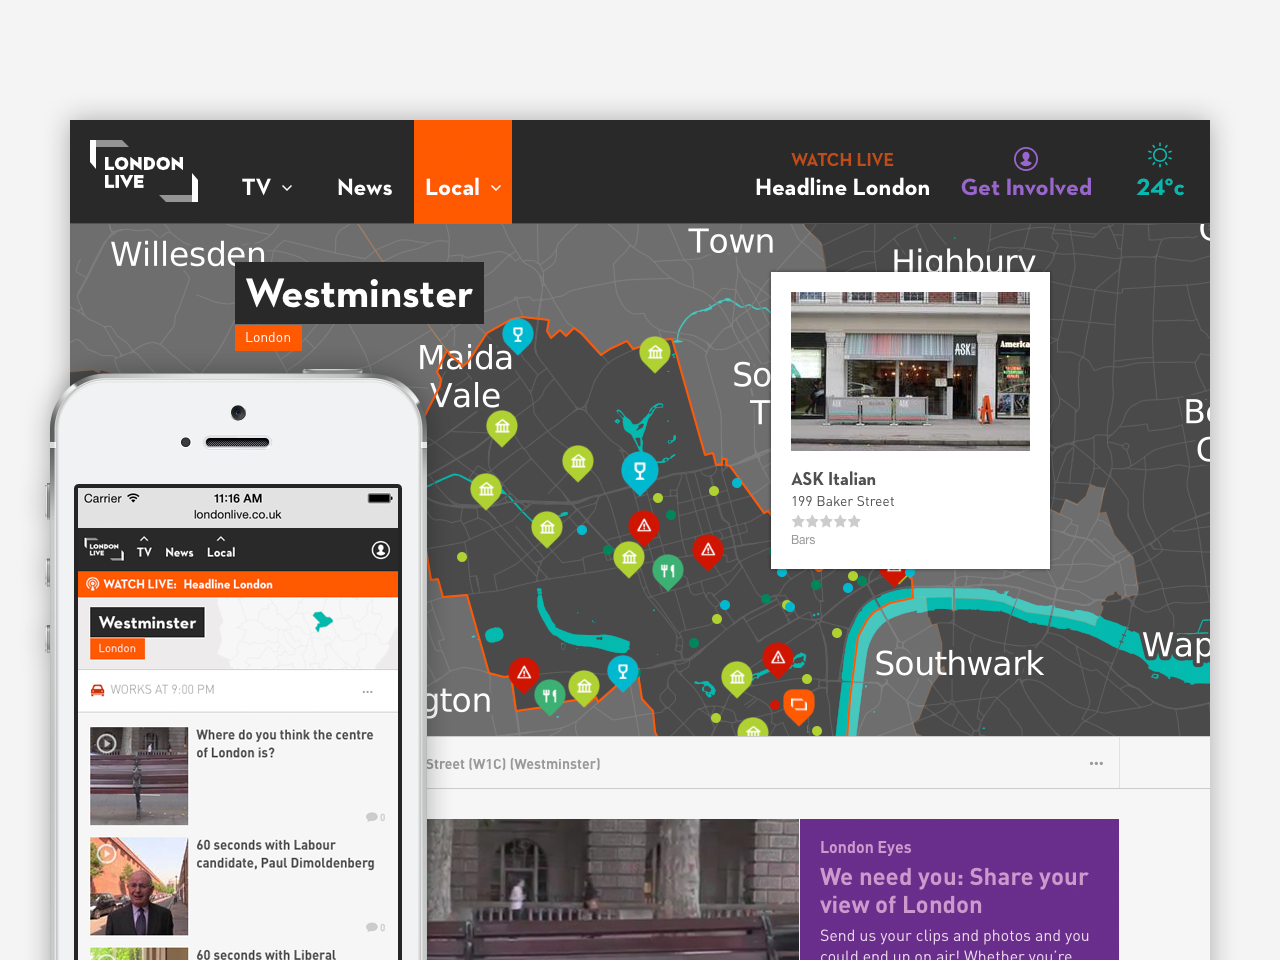 LONDON
LIVE
TV
News
Local
WATCH LIVE
Headline London
Get Involved
24°c
Willesden
Town
Highbury
Westminster
London
Maida
Vale
ASK
America
ASK Italian
199 Baker Street
Bars
Southwark
Carrier
11:16 AM
londonlive.co.uk
LONDON
LIVE
TV
News
Local
WATCH LIVE: Headline London
Westminster
London
WORKS AT 9:00 PM
Where do you think the centre
of London is?
0
60 seconds with Labour
candidate, Paul Dimoldenberg
0
60 seconds with Liberal
Street (W1C) (Westminster)
London Eyes
We need you: Share your
view of London
Send us your clips and photos and you
could end up on air! Whether you're